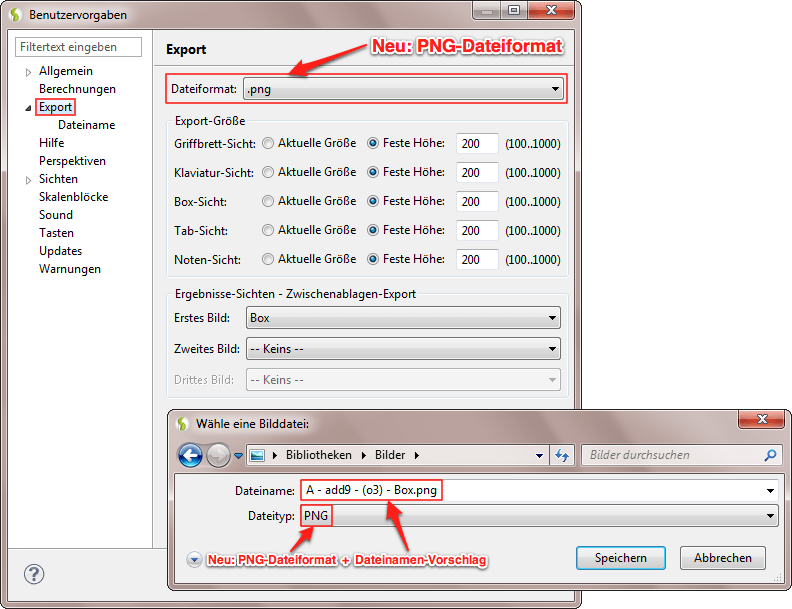 Benutzervorgaben
Filtertext eingeben
Allgemein
Berechnungen
Export
Dateiname
Hilfe
Perspektiven
Sichten
Skalenblöcke
Sound
Tasten
Updates
Warnungen
Export
Neu: PNG-Dateiformat
Dateiformat: .png
Export-Größe
Griffbrett-Sicht: Aktuelle Größe Feste Höhe: 200 (100..1000)
Klaviatur-Sicht: Aktuelle Größe Feste Höhe: 200 (100..1000)
Box-Sicht: Aktuelle Größe Feste Höhe: 200 (100..1000)
Tab-Sicht: Aktuelle Größe Feste Höhe: 200 (100..1000)
Noten-Sicht: Aktuelle Größe Feste Höhe: 200 (100..1000)
Ergebnisse-Sichten - Zwischenablagen-Export
Erstes Bild: Box
Zweites Bild: -- Keins --
Drittes Bild: -- Keins --
Wähle eine Bilddatei:
Bibliotheken Bilder
Bilder durchsuchen
Dateiname: A - add9 - (o3) - Box.png
Dateityp: PNG
Neu: PNG-Dateiformat + Dateinamen-Vorschlag
Speichern Abbrechen
?